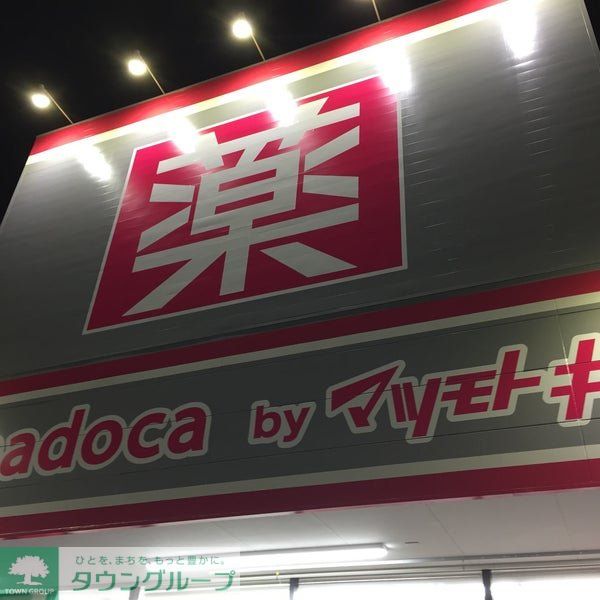 薬
adoca by マツモトキ
ひとを、まちを、もっと豊かに。
タウングループ
TOWN GROUP